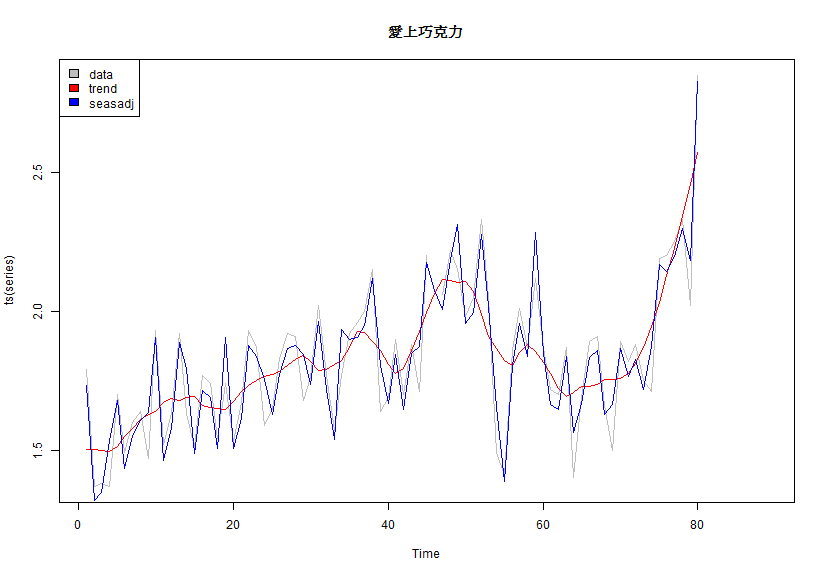 愛上巧克力
data
trend
seasadj
ts(series)
2.5
2.0
1.5
0 20 40 60 80
Time